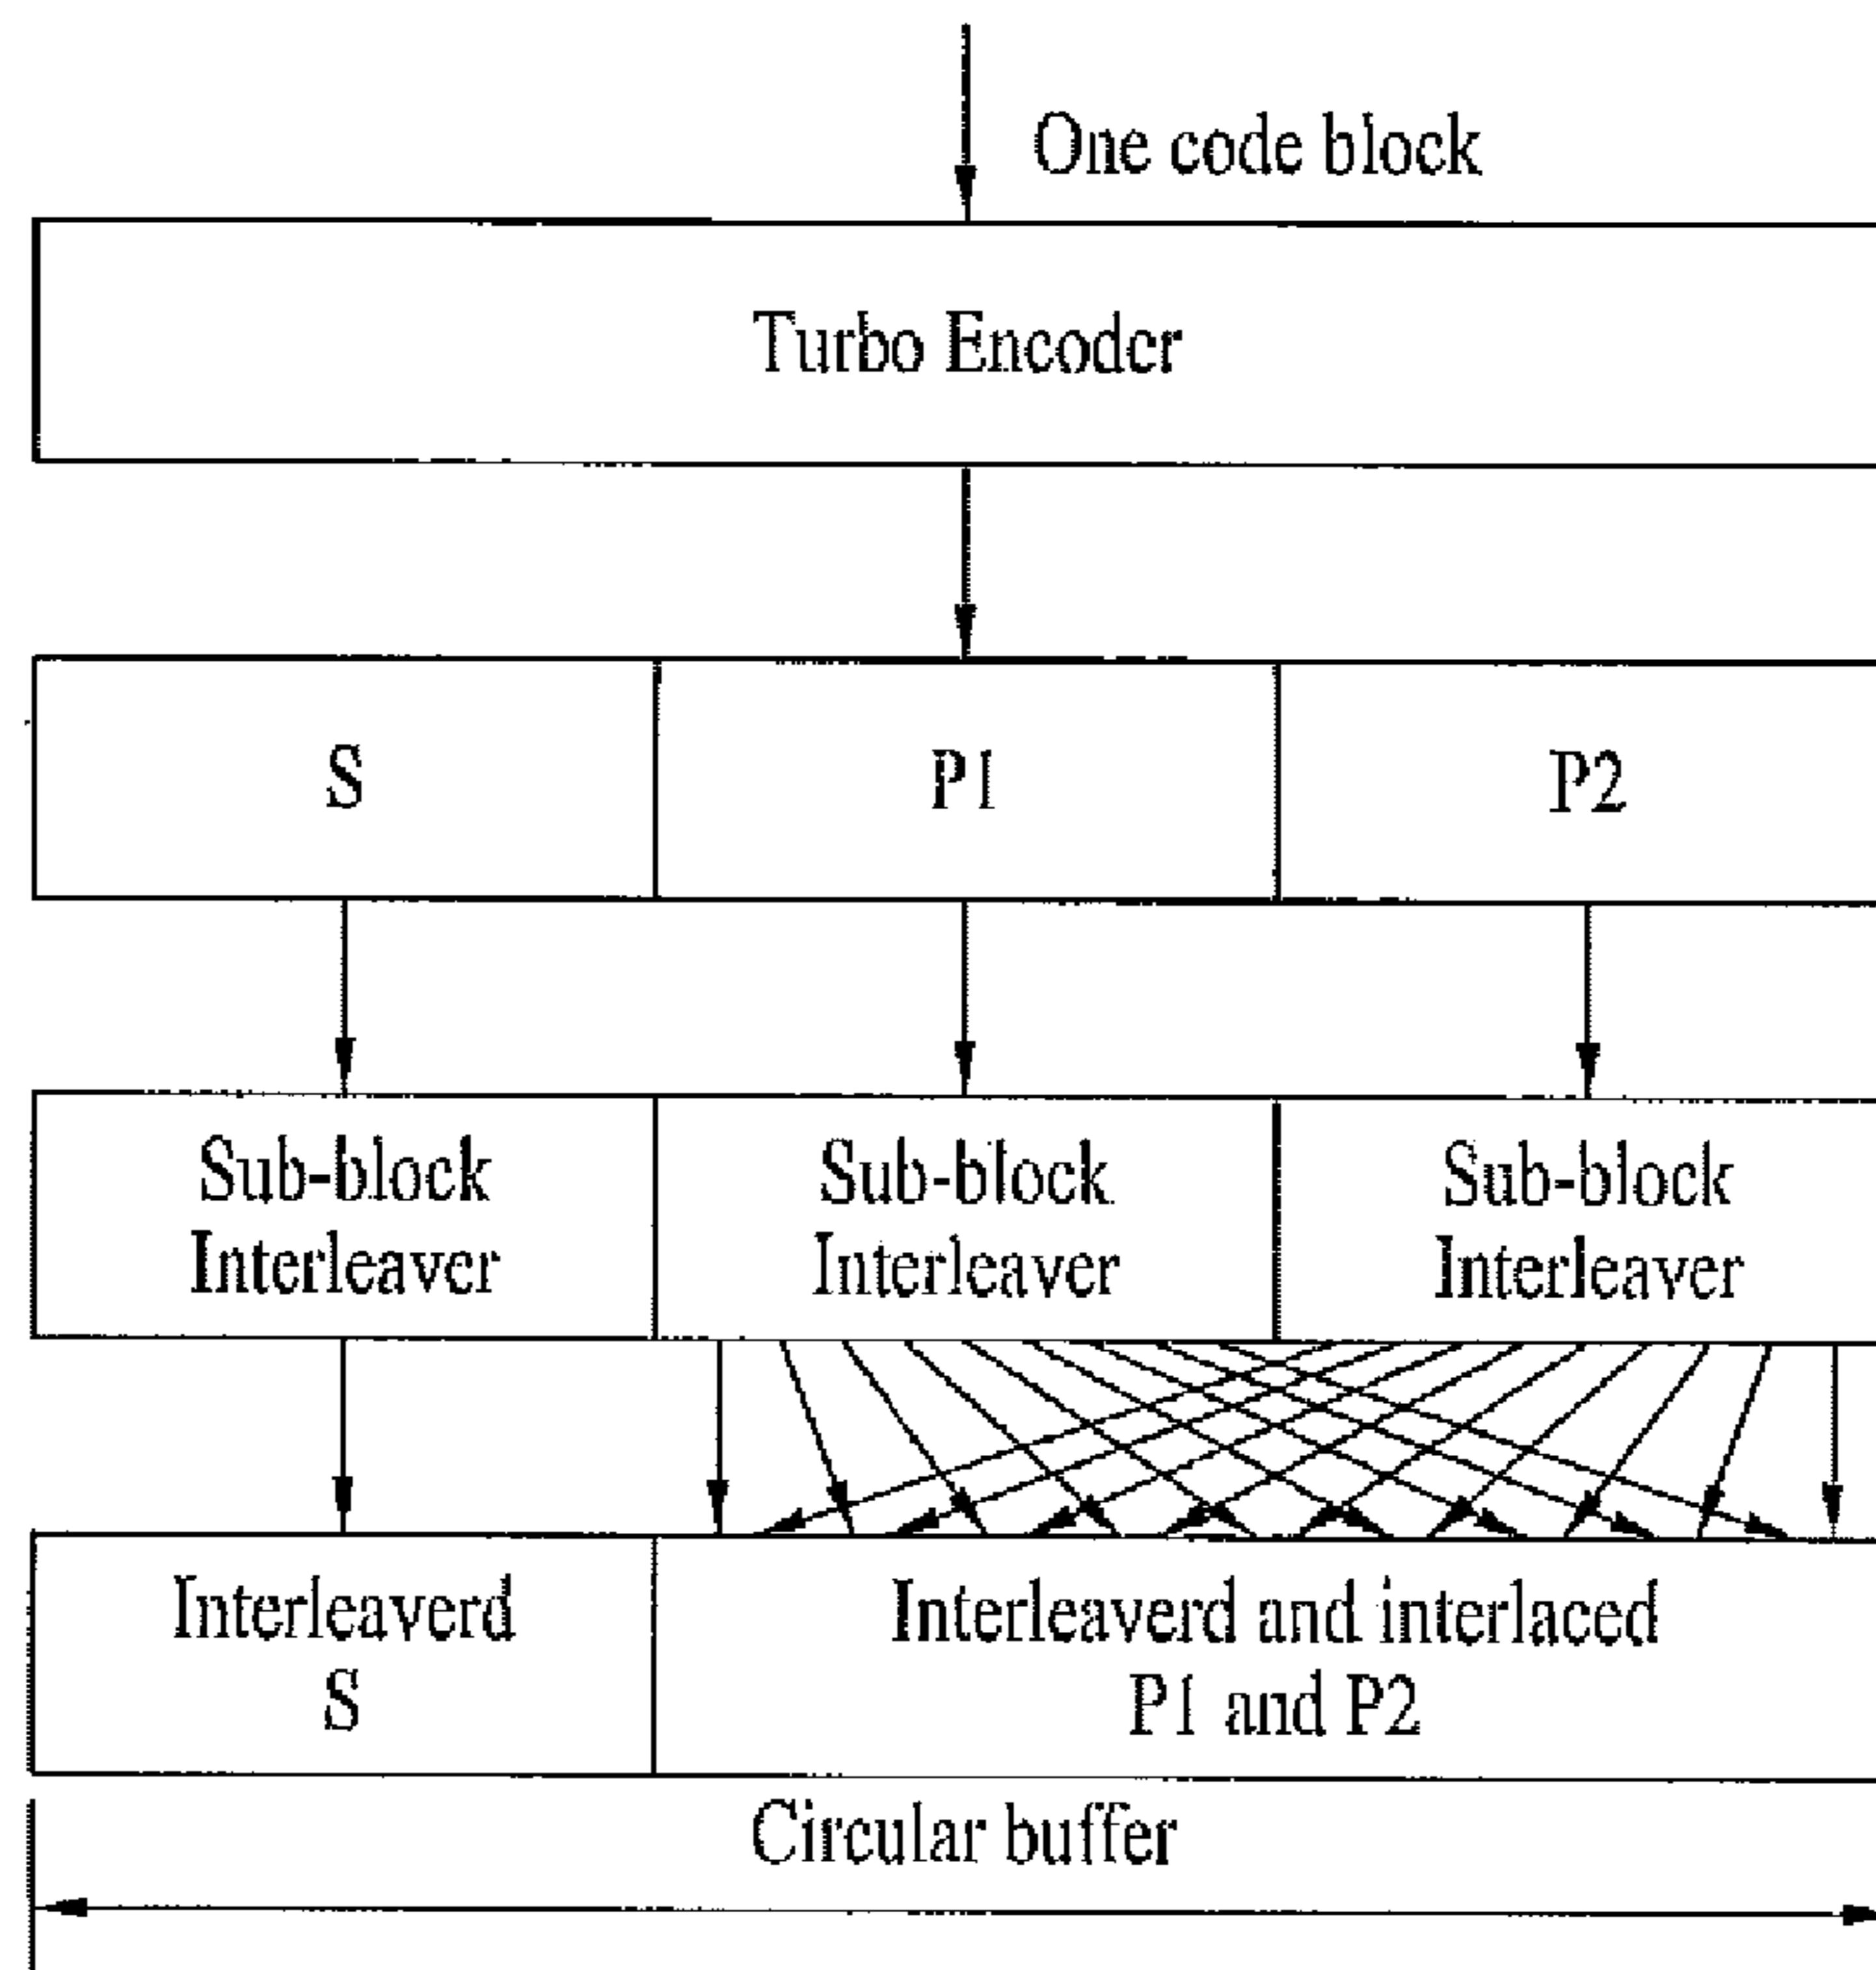 One code block
Turbo Encoder
S
P1
P2
Sub-block
Interleaver
Sub-block
Interleaver
Sub-block
Interleaver
Interleaverd
S
Interleaverd and interlaced
P1 and P2
Circular buffer